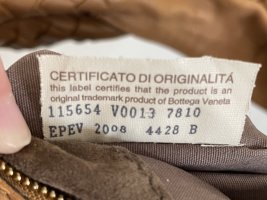 CERTIFICATO DI ORIGINALITÁ
this label certifies that the product is an
original trademark product of Bottega Veneta
115654 V0013 7810
EPEV 2008 4428 B